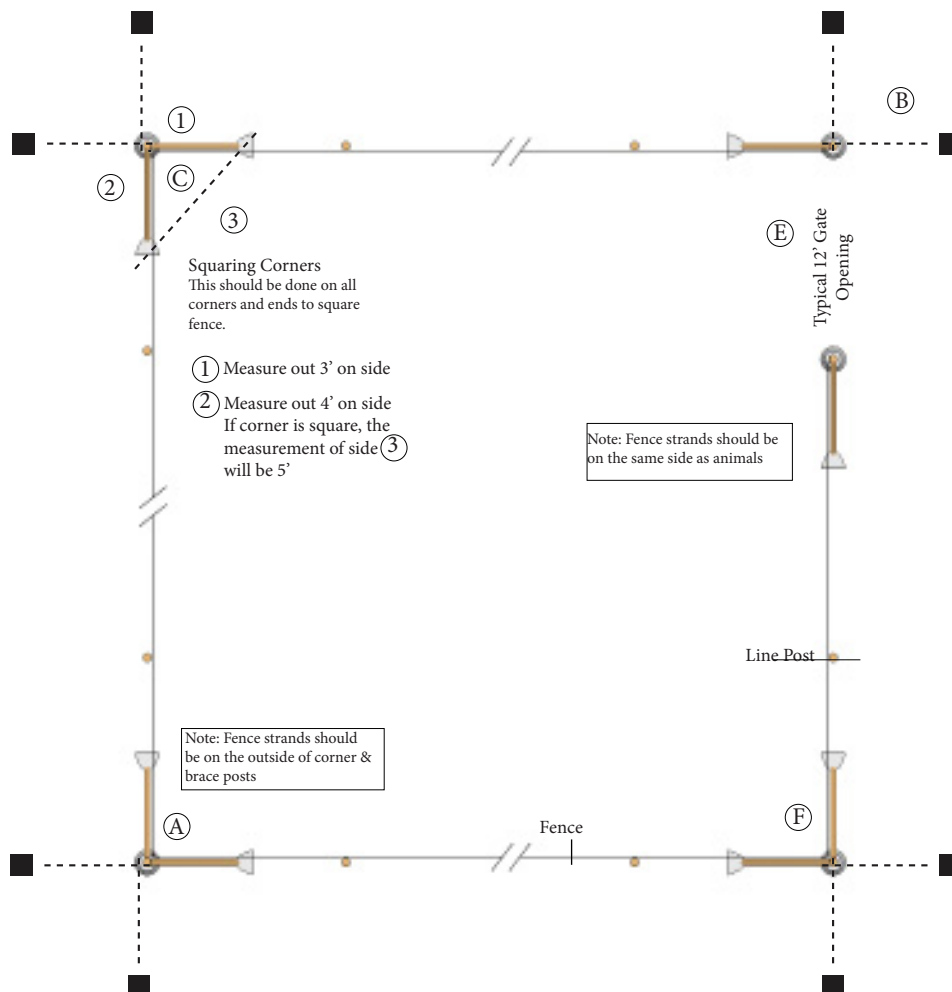 B
1
C
2
3
E
Typical 12’ Gate
Opening
Squaring Corners
This should be done on all
corners and ends to square
fence.
1 Measure out 3’ on side
2 Measure out 4’ on side
If corner is square, the
measurement of side 3
will be 5’
Note: Fence strands should be
on the same side as animals
Line Post
Note: Fence strands should
be on the outside of corner &
brace posts
A
Fence
F